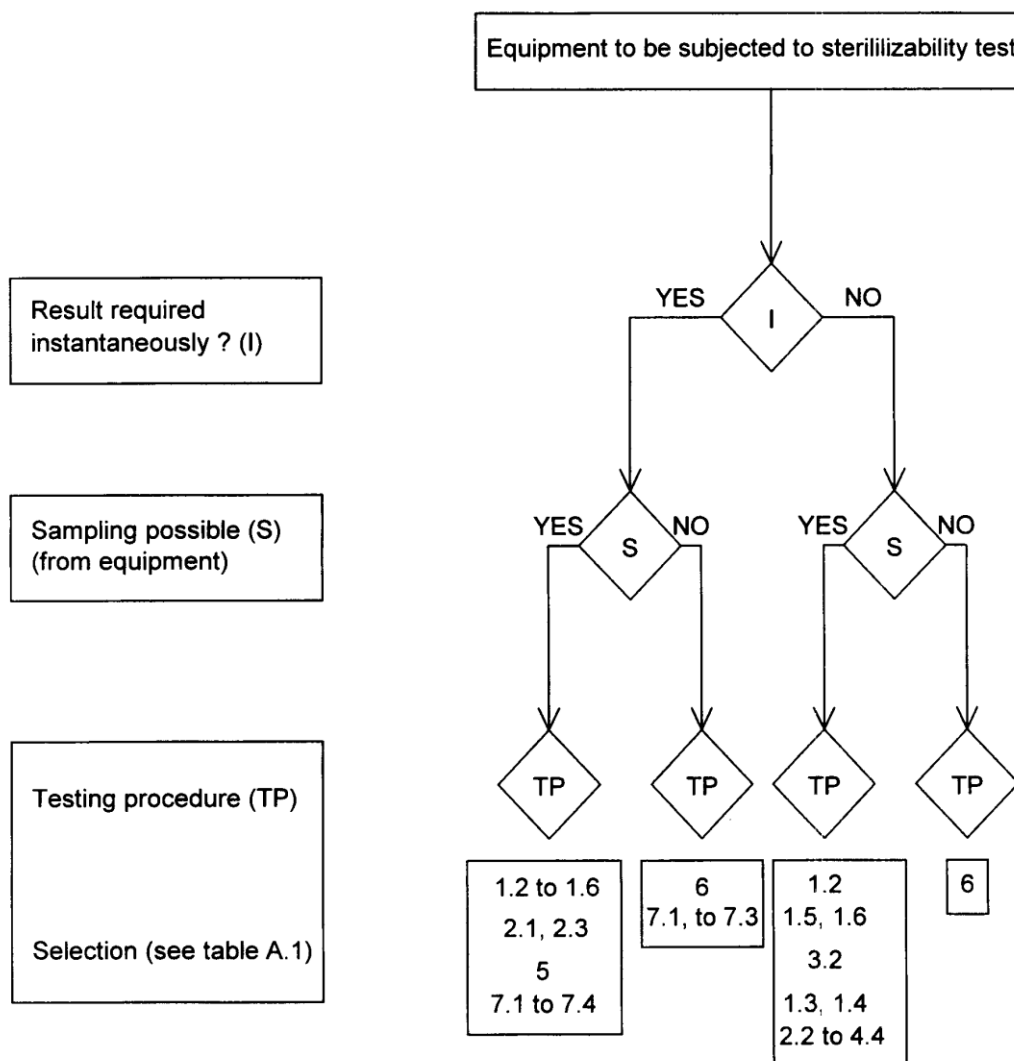 Equipment to be subjected to sterililizability test
Result required
instantaneously ? (I)
YES
I
NO
Sampling possible (S)
(from equipment)
YES
S
NO
YES
S
NO
Testing procedure (TP)
TP
TP
TP
TP
Selection (see table A.1)
1.2 to 1.6
2.1, 2.3
5
7.1 to 7.4
6
7.1, to 7.3
1.2
1.5, 1.6
3.2
1.3, 1.4
2.2 to 4.4
6